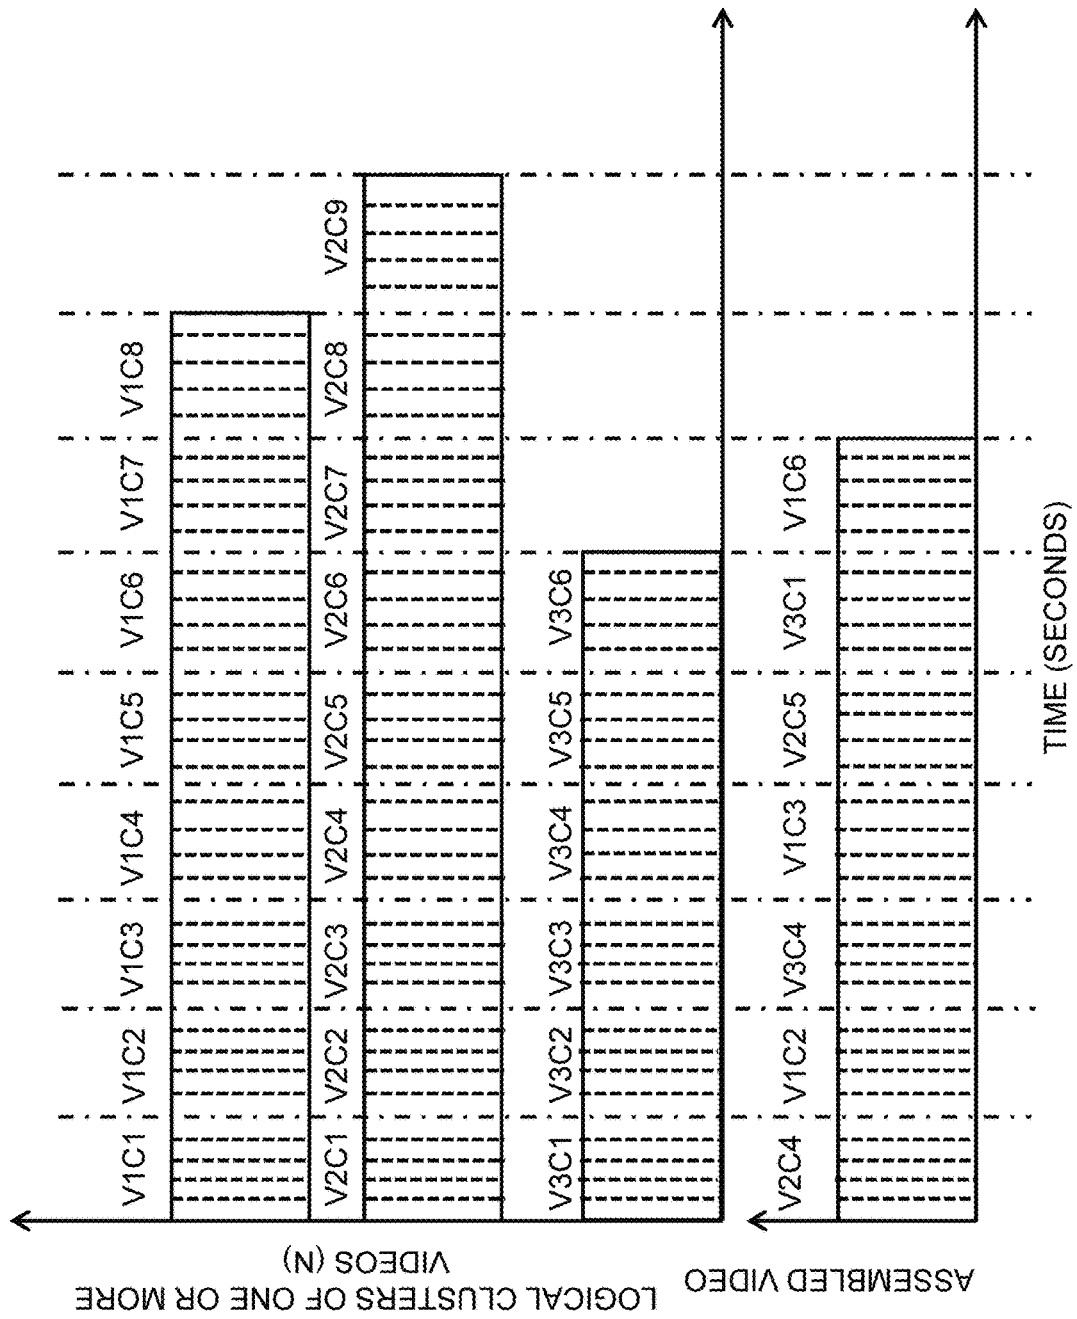 LOGICAL CLUSTERS OF ONE OR MORE
VIDEOS (N)
V1C1 V1C2 V1C3 V1C4 V1C5 V1C6 V1C7 V1C8
V2C1 V2C2 V2C3 V2C4 V2C5 V2C6 V2C7 V2C8 V2C9
V3C1 V3C2 V3C3 V3C4 V3C5 V3C6
ASSEMBLED VIDEO
V2C4 V1C2 V3C4 V1C3 V2C5 V3C1 V1C6
TIME (SECONDS)